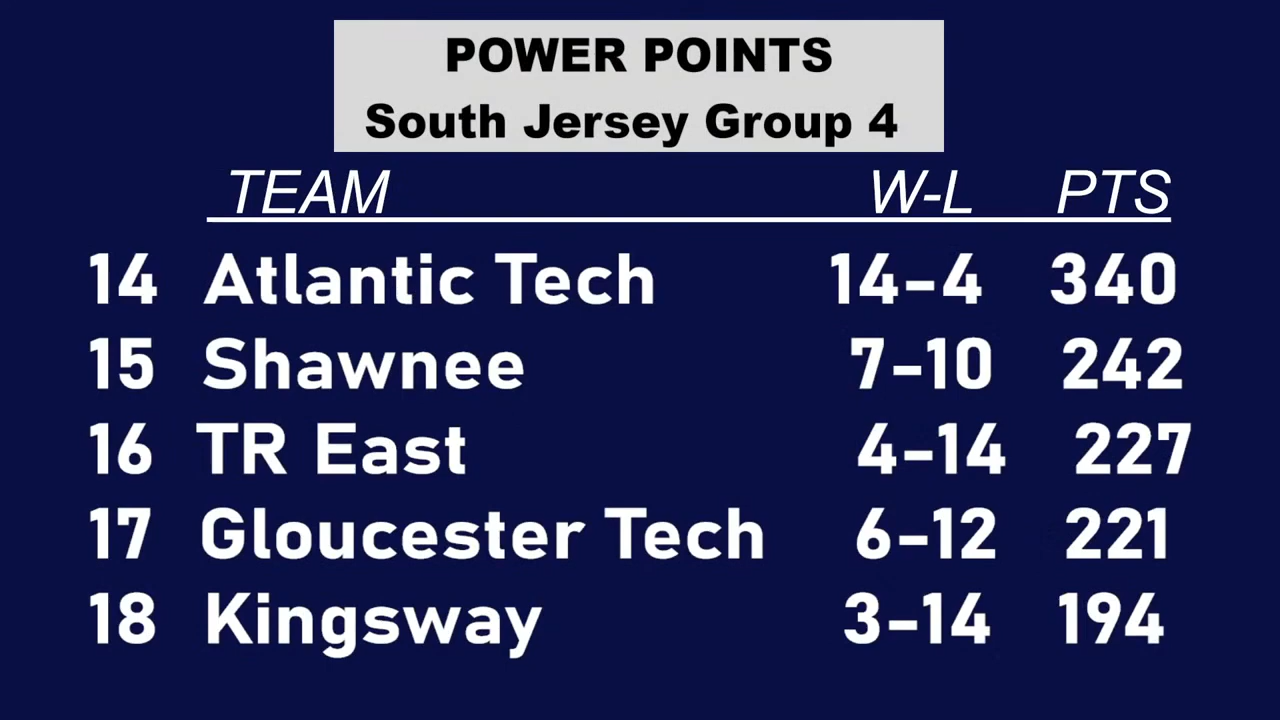 POWER POINTS
South Jersey Group 4
TEAM W-L PTS
14 Atlantic Tech 14-4 340
15 Shawnee 7-10 242
16 TR East 4-14 227
17 Gloucester Tech 6-12 221
18 Kingsway 3-14 194